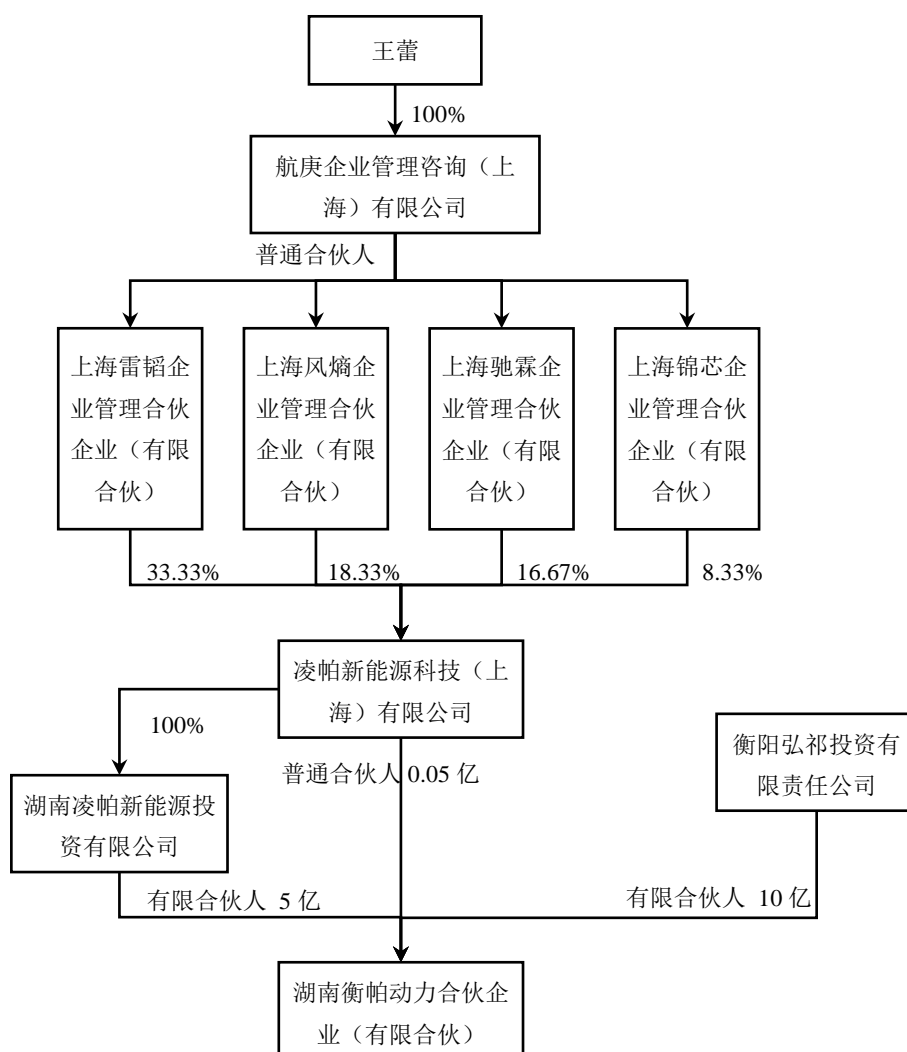 王蕾
100%
航庚企业管理咨询（上
海）有限公司
普通合伙人
上海雷韬企
业管理合伙
企业（有限
合伙）
上海风熵企
业管理合伙
企业（有限
合伙）
上海驰霖企
业管理合伙
企业（有限
合伙）
上海锦芯企
业管理合伙
企业（有限
合伙）
33.33%
18.33%
16.67%
8.33%
凌帕新能源科技（上
海）有限公司
100%
普通合伙人 0.05 亿
衡阳弘祁投资有
限责任公司
湖南凌帕新能源投
资有限公司
有限合伙人 5 亿
有限合伙人 10 亿
湖南衡帕动力合伙企
业（有限合伙）